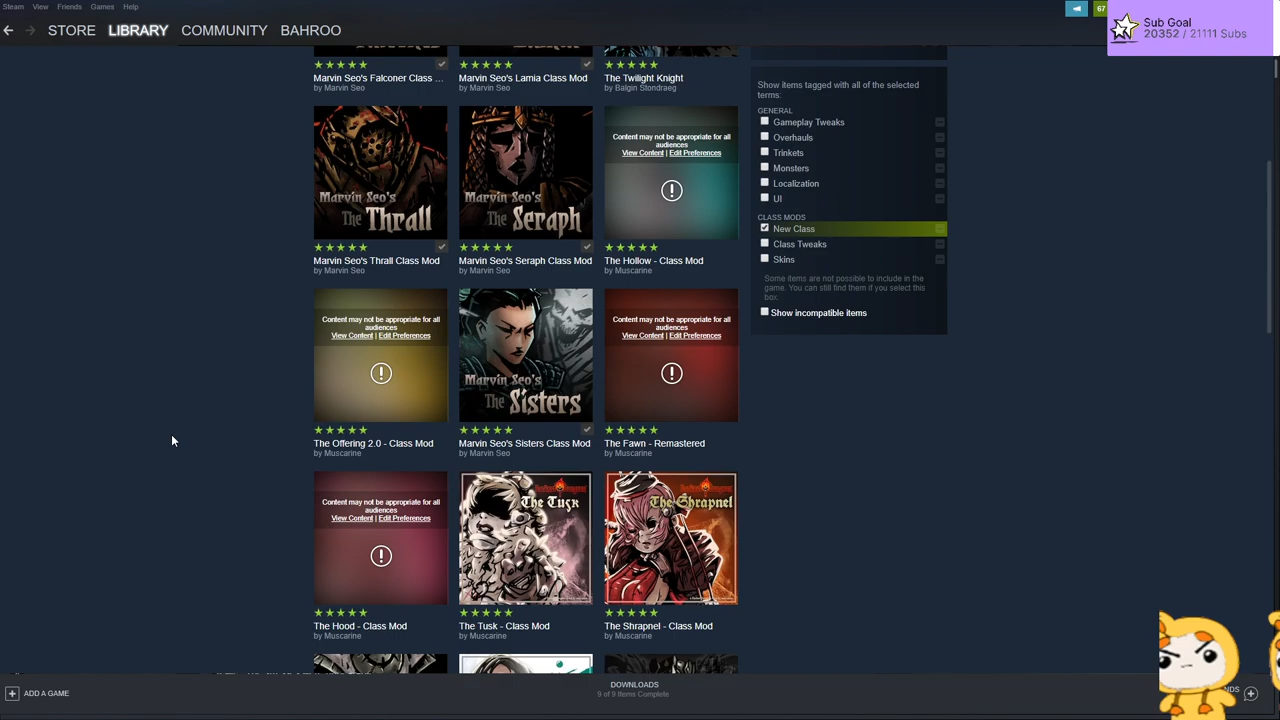 Steam View Friends Games Help
67
Sub Goal
20352 / 21111 Subs
STORE LIBRARY COMMUNITY BAHROO
Marvin Seo's Falconer Class ...
by Marvin Seo
Marvin Seo's Lamia Class Mod
by Marvin Seo
The Twilight Knight
by Balgin Stondraeg
Marvin Seo's
The Thrall
Marvin Seo's Thrall Class Mod
by Marvin Seo
Marvin Seo's
The Seraph
Marvin Seo's Seraph Class Mod
by Marvin Seo
Content may not be appropriate for all
audiences
View Content | Edit Preferences
The Hollow - Class Mod
by Muscarine
Content may not be appropriate for all
audiences
View Content | Edit Preferences
The Offering 2.0 - Class Mod
by Muscarine
Marvin Seo's
The Sisters
Marvin Seo's Sisters Class Mod
by Marvin Seo
Content may not be appropriate for all
audiences
View Content | Edit Preferences
The Fawn - Remastered
by Muscarine
Content may not be appropriate for all
audiences
View Content | Edit Preferences
The Hood - Class Mod
by Muscarine
The Tusk
The Tusk - Class Mod
by Muscarine
The Shrapnel
The Shrapnel - Class Mod
by Muscarine
Show items tagged with all of the selected
terms:
GENERAL
Gameplay Tweaks
Overhauls
Trinkets
Monsters
Localization
UI
CLASS MODS
New Class
Class Tweaks
Skins
Some items are not possible to include in the
game. You can still find them if you select this
box.
Show incompatible items
ADD A GAME
DOWNLOADS
9 of 9 Items Complete